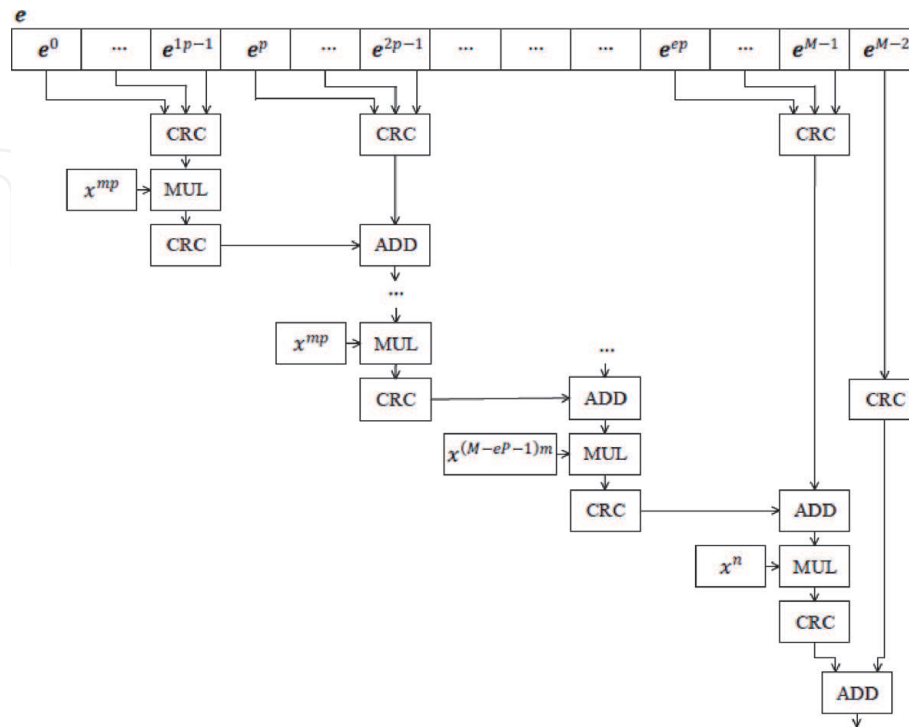 e
e^0 ... e^{1p-1} e^p ... e^{2p-1} ... ... ... e^{ep} ... e^{M-1} e^{M-2}
CRC CRC CRC
x^{mp} MUL
CRC ADD
...
x^{mp} MUL ...
CRC ADD CRC
x^{(M-eP-1)m} MUL
CRC ADD
x^n MUL
CRC
ADD